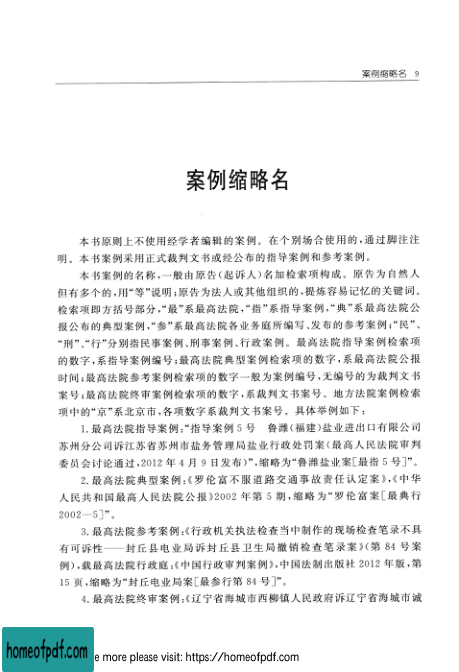 案例缩略名 9
案例缩略名
本书原则上不使用经学者编辑的案例。在个别场合使用的,通过脚注注
明。本书案例采用正式裁判文书或经公布的指导案例和参考案例。
本书案例的名称,一般由原告(起诉人)名加检索项构成。原告为自然人
但有多个的,用“等”说明;原告为法人或其他组织的,提炼容易记忆的关键词。
检索项即方括号部分,“最”系最高法院,“指”系指导案例,“典”系最高法院公
报公布的典型案例,“参”系最高法院各业务庭所编写、发布的参考案例;“民”、
“刑”、“行”分别指民事案例、刑事案例、行政案例。最高法院指导案例检索项
的数字,系指导案例编号;最高法院典型案例检索项的数字,系最高法院公报
时间;最高法院参考案例检索项的数字一般为案例编号,无编号的为裁判文书
案号;最高法院终审案例检索项的数字,系裁判文书案号。地方法院案例检索
项中的“京”系北京市,各项数字系裁判文书案号。具体举例如下:
1.最高法院指导案例:“指导案例5号 鲁潍(福建)盐业进出口有限公司
苏州分公司诉江苏省苏州市盐务管理局盐业行政处罚案(最高人民法院审判
委员会讨论通过,2012年4月9日发布)”,缩略为“鲁潍盐业案[最指5号]”。
2.最高法院典型案例:《罗伦富不服道路交通事故责任认定案》,《中华
人民共和国最高人民法院公报》2002年第5期,缩略为“罗伦富案[最典行
2002—5]”。
3.最高法院参考案例:《行政机关执法检查当中制作的现场检查笔录不具
有可诉性——封丘县电业局诉封丘县卫生局撤销检查笔录案》(第84号案
例),载最高法院行政庭:《中国行政审判案例》,中国法制出版社2012年版,第
15页,缩略为“封丘电业局案[最参行第84号]”。
4.最高法院终审案例:《辽宁省海城市西柳镇人民政府诉辽宁省海城市诚
homeofpdf.com
e more please visit: https://homeofpdf.com